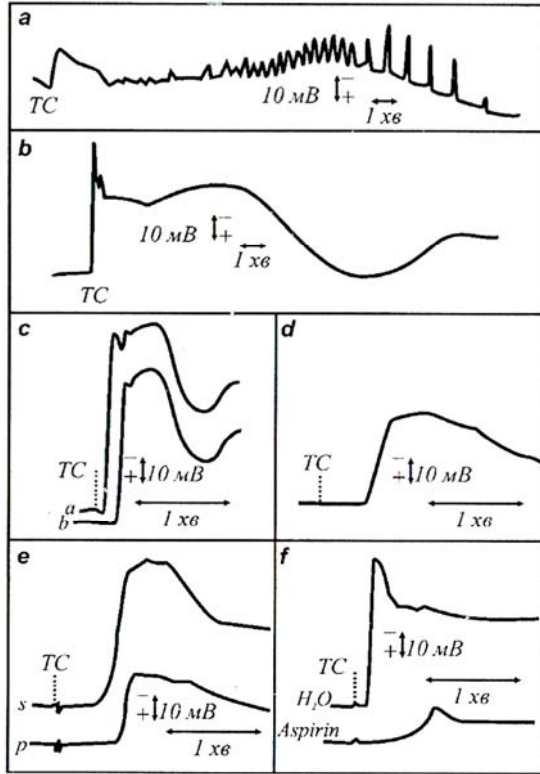 a
TC
10 мВ
−
+
1 хв
b
TC
10 мВ
−
+
1 хв
c
TC
a
b
−
+
10 мВ
1 хв
d
TC
−
+
10 мВ
1 хв
e
TC
s
p
−
+
10 мВ
1 хв
f
TC
H₂O
Aspirin
−
+
10 мВ
1 хв